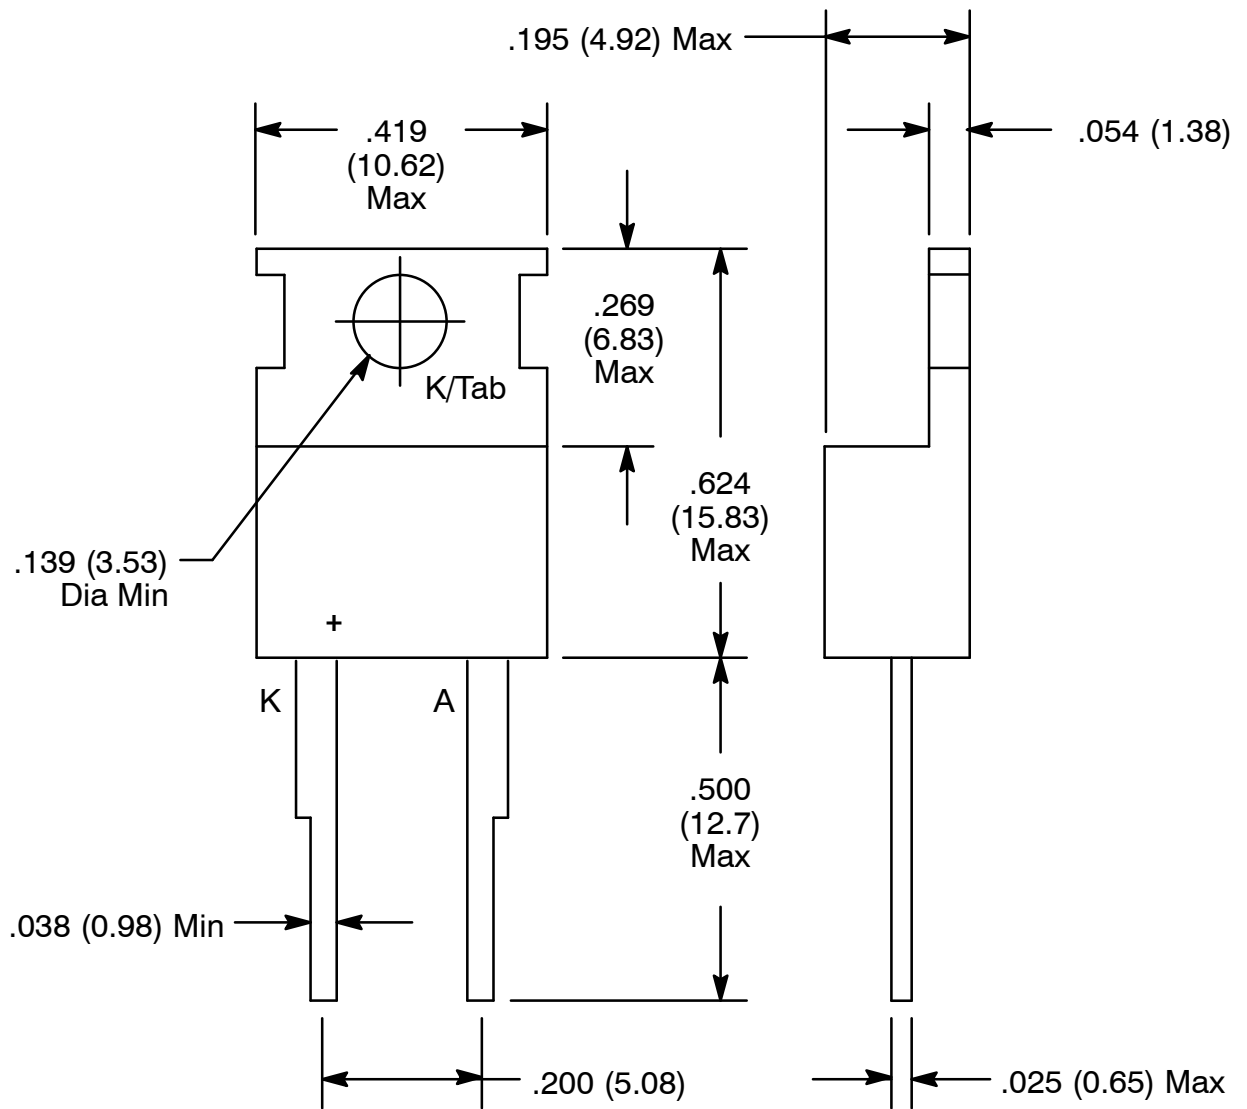 .195 (4.92) Max
.419
(10.62)
Max
.054 (1.38)
.269
(6.83)
Max
K/Tab
.624
(15.83)
Max
.139 (3.53)
Dia Min
+
K
A
.500
(12.7)
Max
.038 (0.98) Min
.200 (5.08)
.025 (0.65) Max